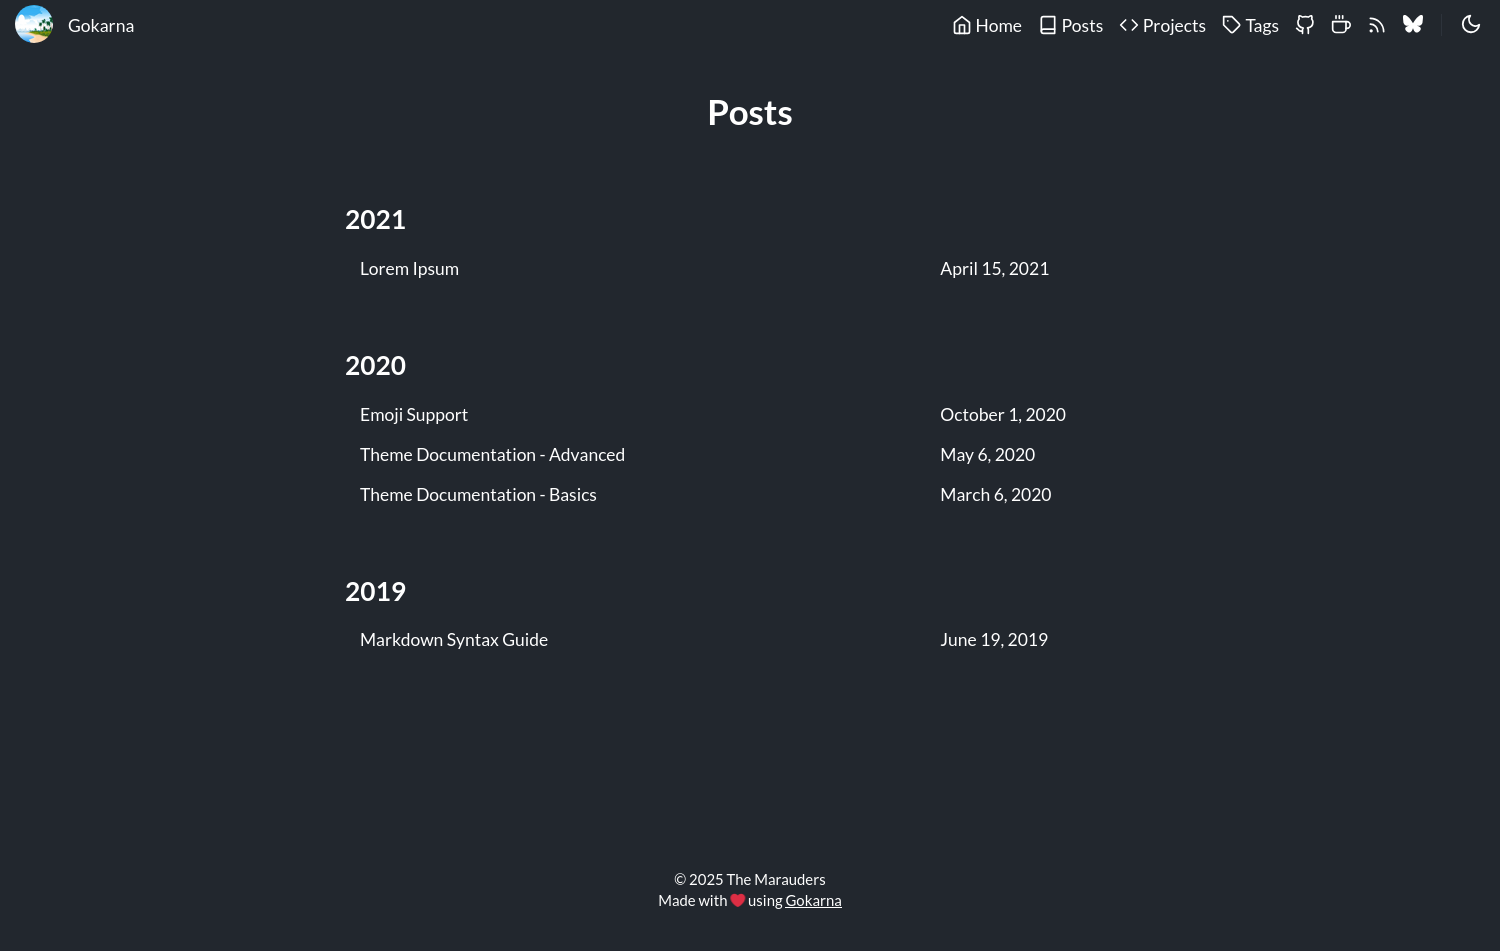 Gokarna
Home Posts Projects Tags
Posts
2021
Lorem Ipsum April 15, 2021
2020
Emoji Support October 1, 2020
Theme Documentation - Advanced May 6, 2020
Theme Documentation - Basics March 6, 2020
2019
Markdown Syntax Guide June 19, 2019
© 2025 The Marauders
Made with ❤️ using Gokarna